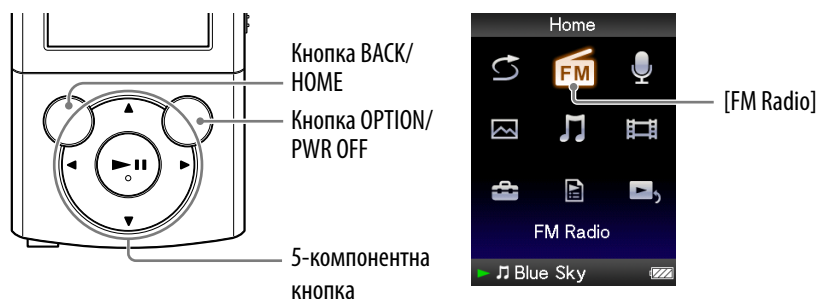 Кнопка BACK/
HOME
Кнопка OPTION/
PWR OFF
5-компонентна
кнопка
Home
FM
[FM Radio]
FM Radio
Blue Sky